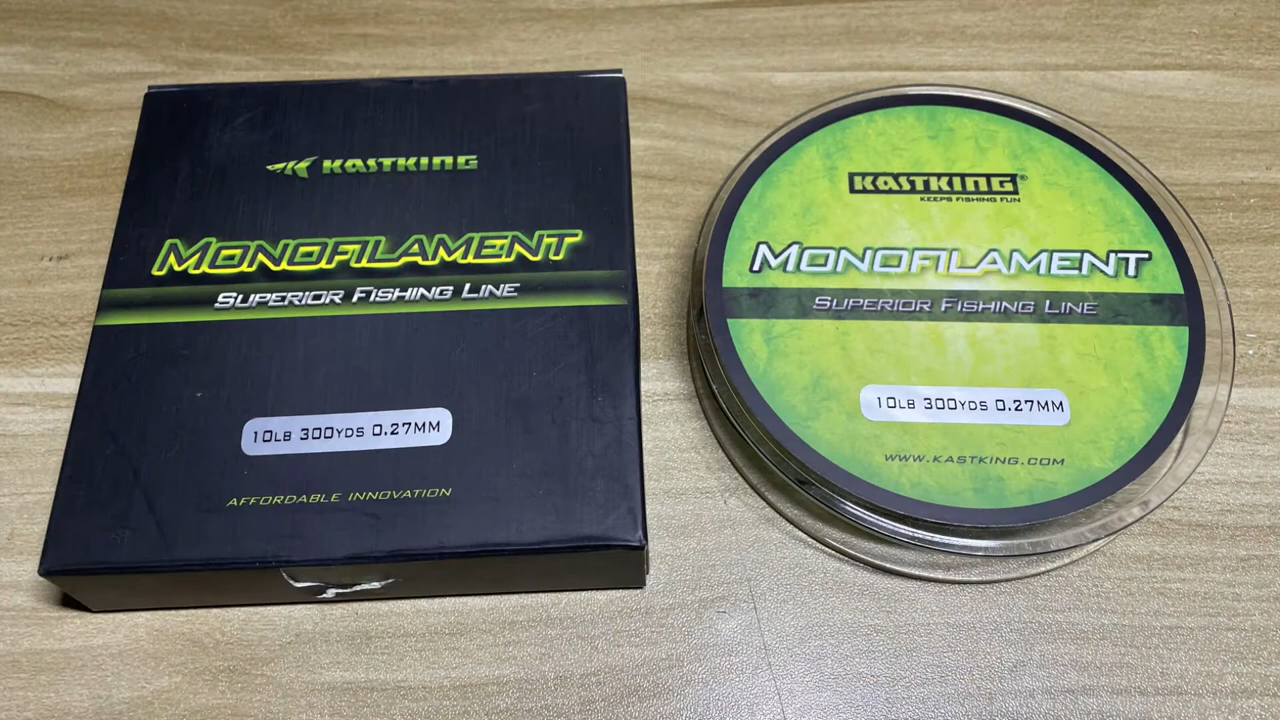 KASTKING
MONOFILAMENT
SUPERIOR FISHING LINE
10LB 300YDS 0.27MM
AFFORDABLE INNOVATION
KASTKING®
KEEPS FISHING FUN
MONOFILAMENT
SUPERIOR FISHING LINE
10LB 300YDS 0.27MM
WWW.KASTKING.COM